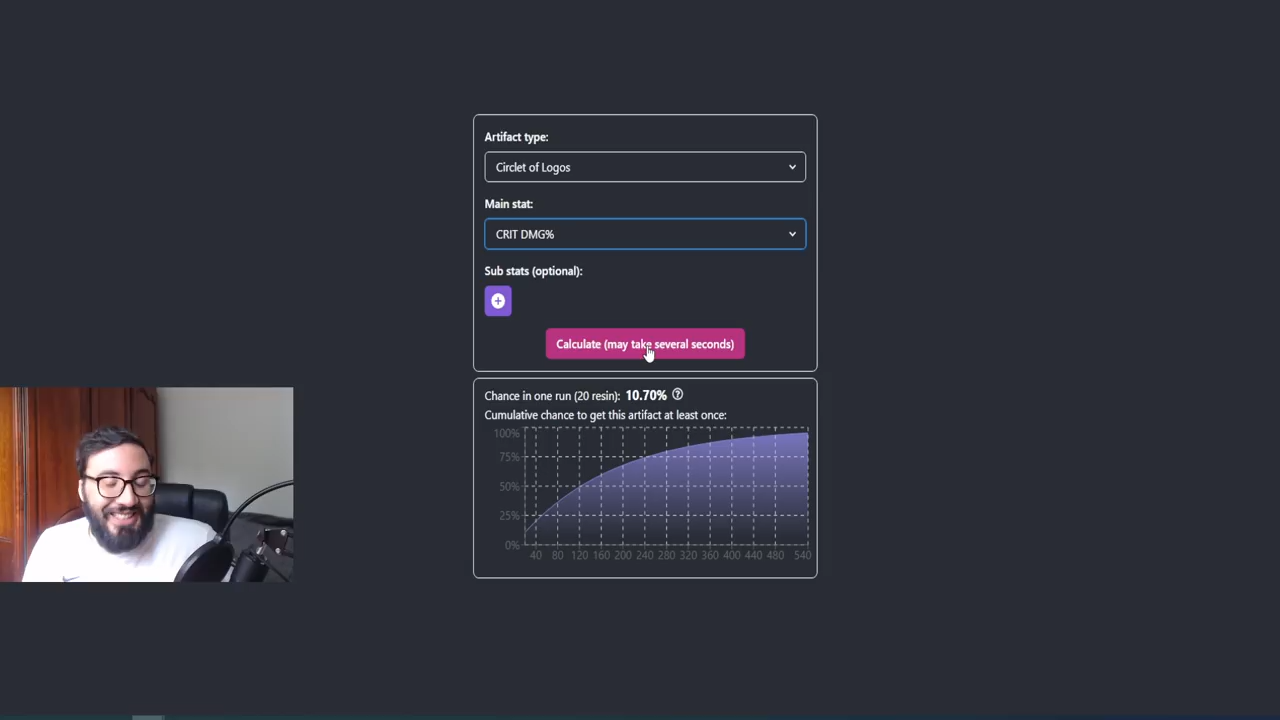 Artifact type:
Circlet of Logos
Main stat:
CRIT DMG%
Sub stats (optional):
Calculate (may take several seconds)
Chance in one run (20 resin): 10.70%
Cumulative chance to get this artifact at least once:
100%
75%
50%
25%
0%
40 80 120 160 200 240 280 320 360 400 440 480 540